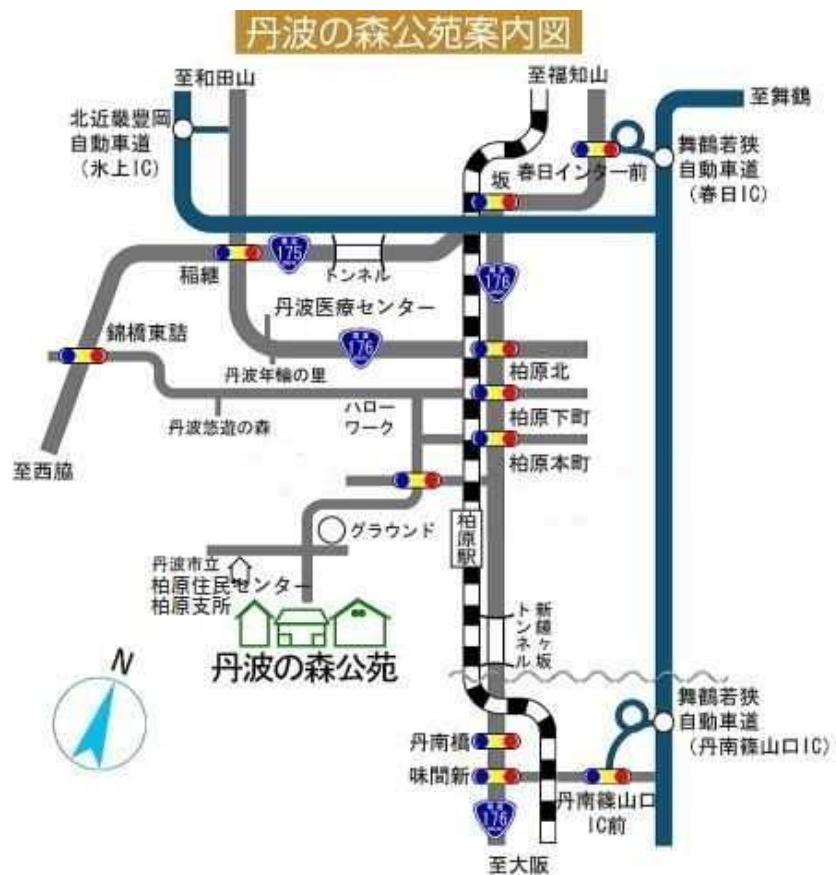 丹波の森公苑案内図
至和田山
至福知山
至舞鶴
北近畿豊岡
自動車道
(氷上IC)
坂
春日インター前
舞鶴若狭
自動車道
(春日IC)
稲継
175
トンネル
176
丹波医療センター
錦橋東詰
176
丹波年輪の里
柏原北
ハロー
ワーク
丹波悠遊の森
柏原下町
至西脇
柏原本町
グラウンド
柏原駅
丹波市立
柏原住民センター
柏原支所
新鐘ヶ坂
トンネル
丹波の森公苑
N
舞鶴若狭
自動車道
(丹南篠山口IC)
丹南橋
味間新
丹南篠山口
IC前
176
至大阪